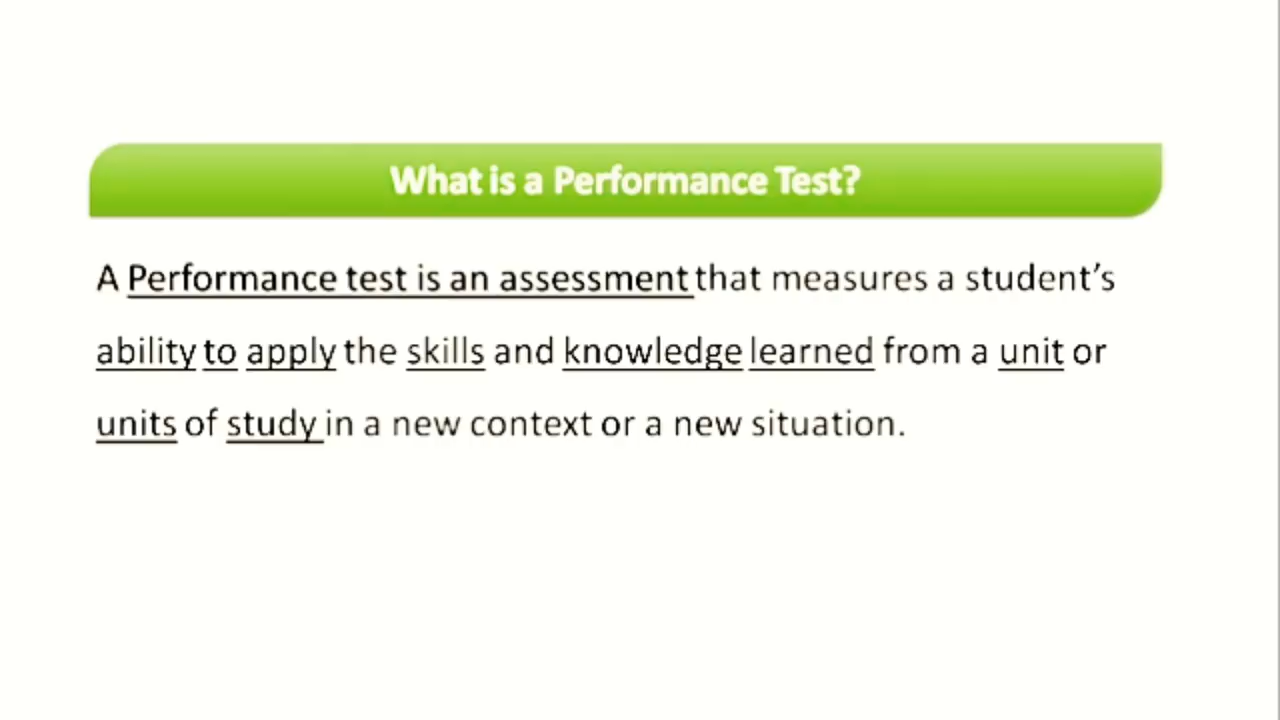 What is a Performance Test?
A Performance test is an assessment that measures a student’s
ability to apply the skills and knowledge learned from a unit or
units of study in a new context or a new situation.